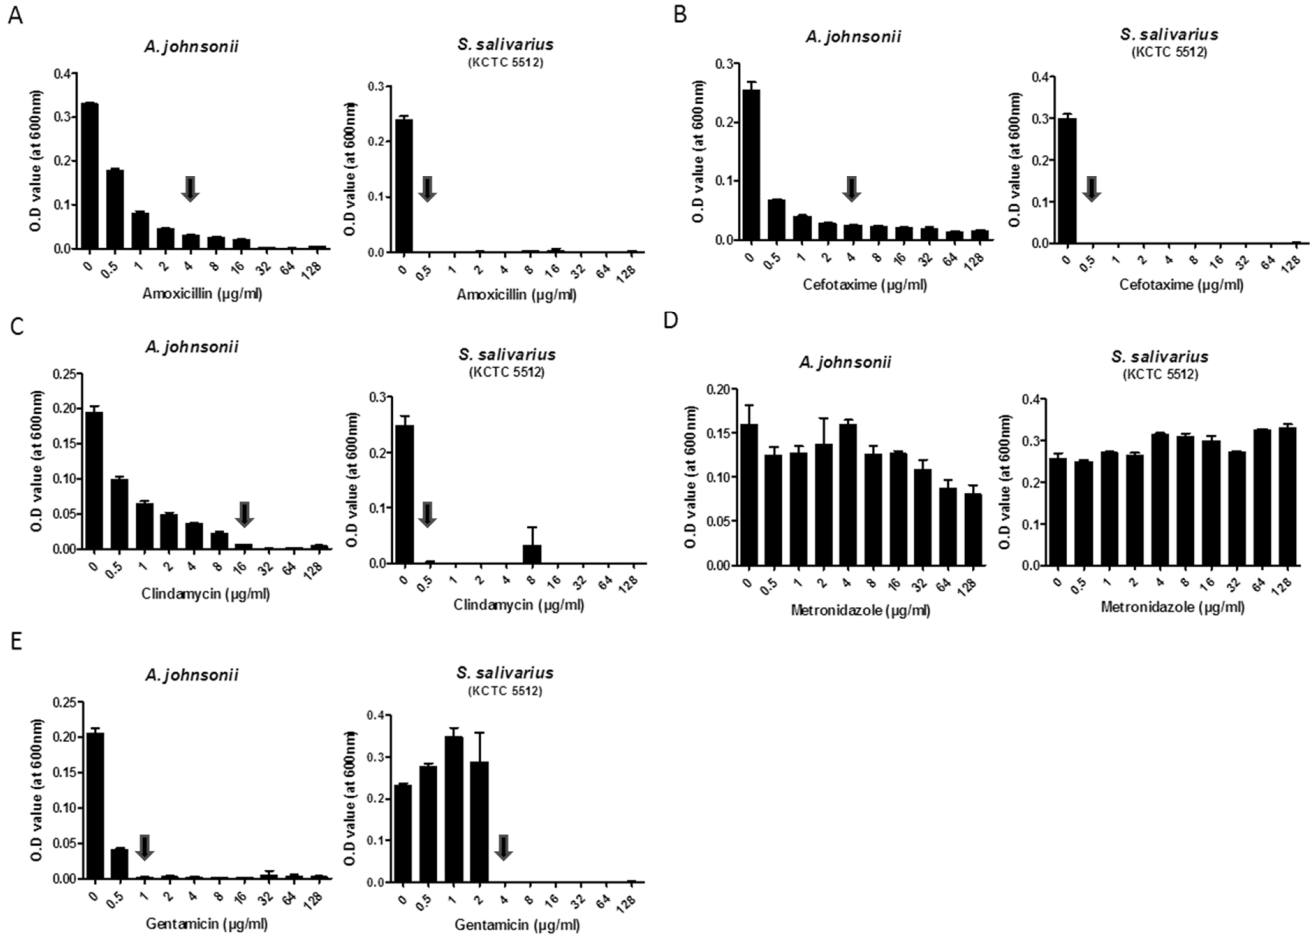 A
A. johnsonii
O.D value (at 600nm)
0.4
0.3
0.2
0.1
0.0
0 0.5 1 2 4 8 16 32 64 128
Amoxicillin (µg/ml)
S. salivarius
(KCTC 5512)
O.D value (at 600nm)
0.3
0.2
0.1
0.0
0 0.5 1 2 4 8 16 32 64 128
Amoxicillin (µg/ml)
B
A. johnsonii
O.D value (at 600nm)
0.3
0.2
0.1
0.0
0 0.5 1 2 4 8 16 32 64 128
Cefotaxime (µg/ml)
S. salivarius
(KCTC 5512)
O.D value (at 600nm)
0.4
0.3
0.2
0.1
0.0
0 0.5 1 2 4 8 16 32 64 128
Cefotaxime (µg/ml)
C
A. johnsonii
O.D value (at 600nm)
0.25
0.20
0.15
0.10
0.05
0.00
0 0.5 1 2 4 8 16 32 64 128
Clindamycin (µg/ml)
S. salivarius
(KCTC 5512)
O.D value (at 600nm)
0.3
0.2
0.1
0.0
0 0.5 1 2 4 8 16 32 64 128
Clindamycin (µg/ml)
D
A. johnsonii
O.D value (at 600nm)
0.20
0.15
0.10
0.05
0.00
0 0.5 1 2 4 8 16 32 64 128
Metronidazole (µg/ml)
S. salivarius
(KCTC 5512)
O.D value (at 600nm)
0.4
0.3
0.2
0.1
0.0
0 0.5 1 2 4 8 16 32 64 128
Metronidazole (µg/ml)
E
A. johnsonii
O.D value (at 600nm)
0.25
0.20
0.15
0.10
0.05
0.00
0 0.5 1 2 4 8 16 32 64 128
Gentamicin (µg/ml)
S. salivarius
(KCTC 5512)
O.D value (at 600nm)
0.4
0.3
0.2
0.1
0.0
0 0.5 1 2 4 8 16 32 64 128
Gentamicin (µg/ml)